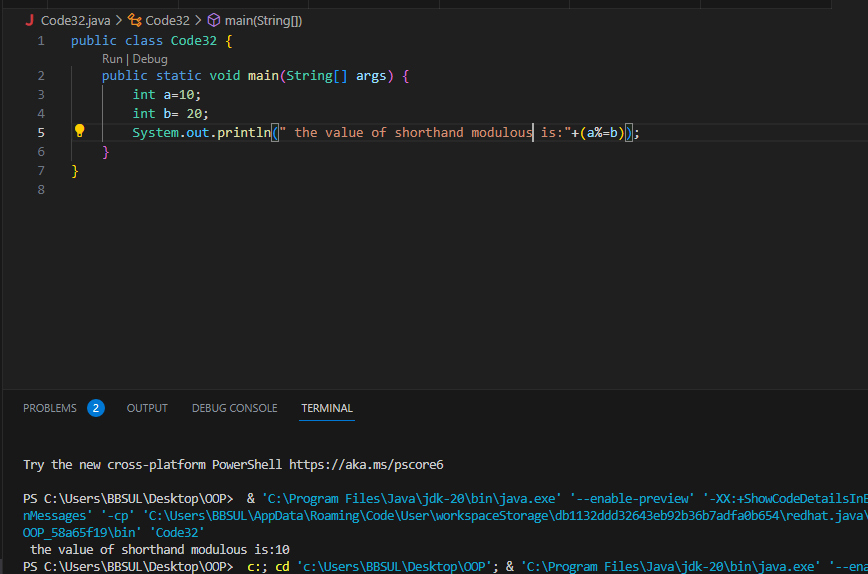 J Code32.java > Code32 > main(String[])
1 public class Code32 {
Run | Debug
2 public static void main(String[] args) {
3 int a=10;
4 int b= 20;
5 System.out.println(" the value of shorthand modulous is:"+(a%=b));
6 }
7 }
8
PROBLEMS 2 OUTPUT DEBUG CONSOLE TERMINAL
Try the new cross-platform PowerShell https://aka.ms/pscore6
PS C:\Users\BBSUL\Desktop\OOP> & 'C:\Program Files\Java\jdk-20\bin\java.exe' '--enable-preview' '-XX:+ShowCodeDetailsInE
nMessages' '-cp' 'C:\Users\BBSUL\AppData\Roaming\Code\User\workspaceStorage\db1132ddd32643eb92b36b7adfa0b654\redhat.java\
OOP_58a65f19\bin' 'Code32'
the value of shorthand modulous is:10
PS C:\Users\BBSUL\Desktop\OOP> c:; cd 'c:\Users\BBSUL\Desktop\OOP'; & 'C:\Program Files\Java\jdk-20\bin\java.exe' '--ena